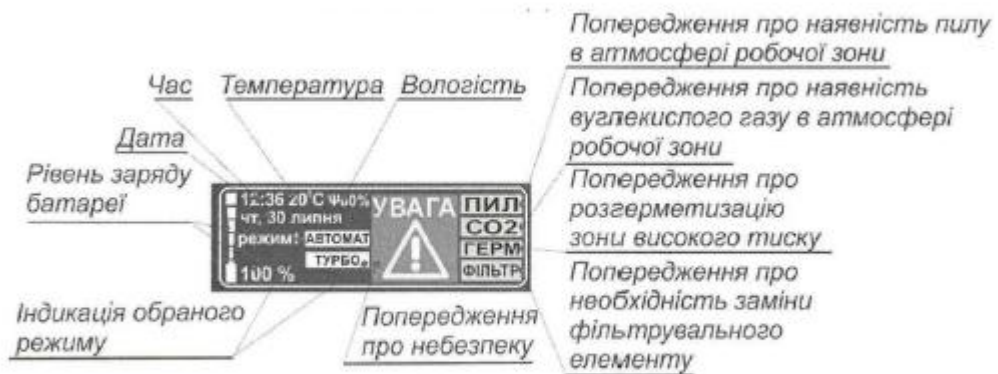 Попередження про наявність пилу
в атмосфері робочої зони
Час
Температура
Вологість
Попередження про наявність
вуглекислого газу в атмосфері
робочої зони
Дата
Рівень заряду
батареї
12:36 20°C
чт, 30 липня
режим:
АВТОМАТ
ТУРБО
100 %
УВАГА
ПИЛ
СО2
ГЕРМ
ФІЛЬТР
Попередження про
розгерметизацію
зони високого тиску
Індикація обраного
режиму
Попередження
про небезпеку
Попередження про
необхідність заміни
фільтрувального
елементу